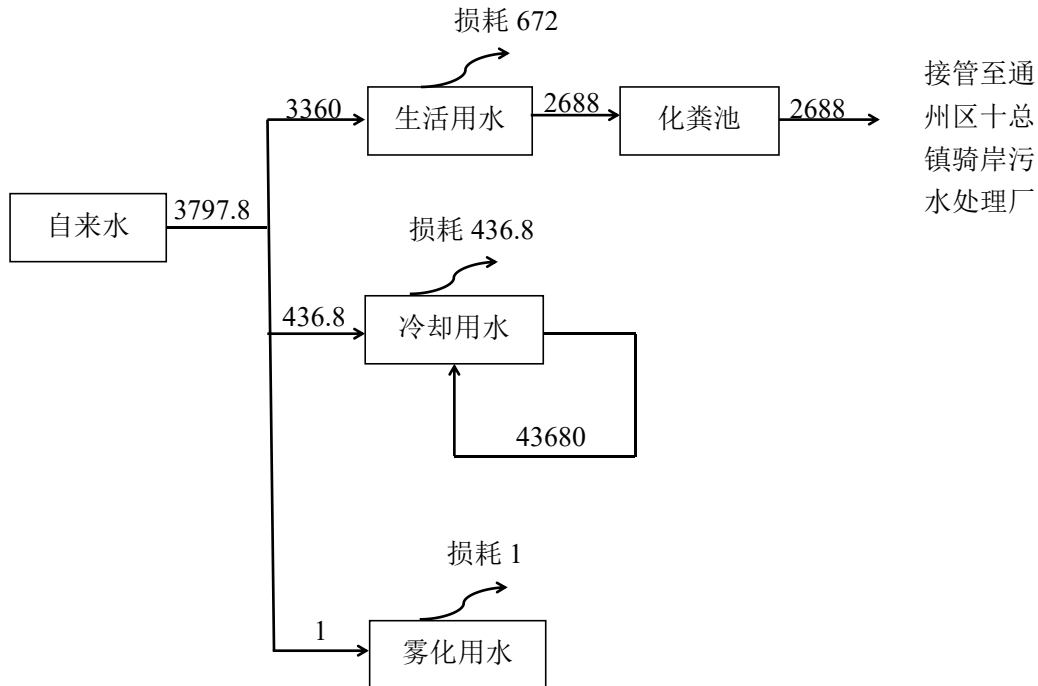 损耗 672
3360
生活用水
2688
化粪池
2688
接管至通
州区十总
镇骑岸污
水处理厂
自来水
3797.8
损耗 436.8
436.8
冷却用水
43680
损耗 1
1
雾化用水